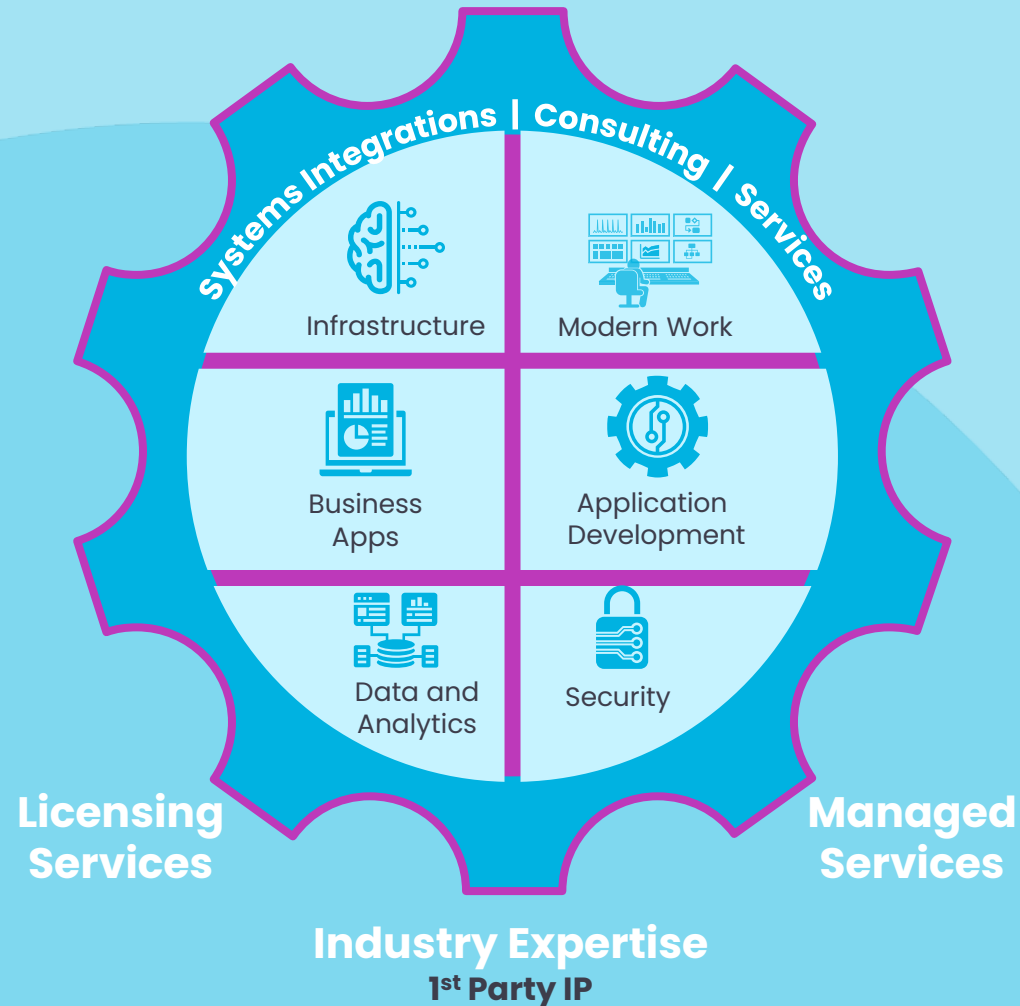 Systems Integrations | Consulting | Services
Infrastructure
Modern Work
Business
Apps
Application
Development
Data and
Analytics
Security
Licensing
Services
Managed
Services
Industry Expertise
1st Party IP